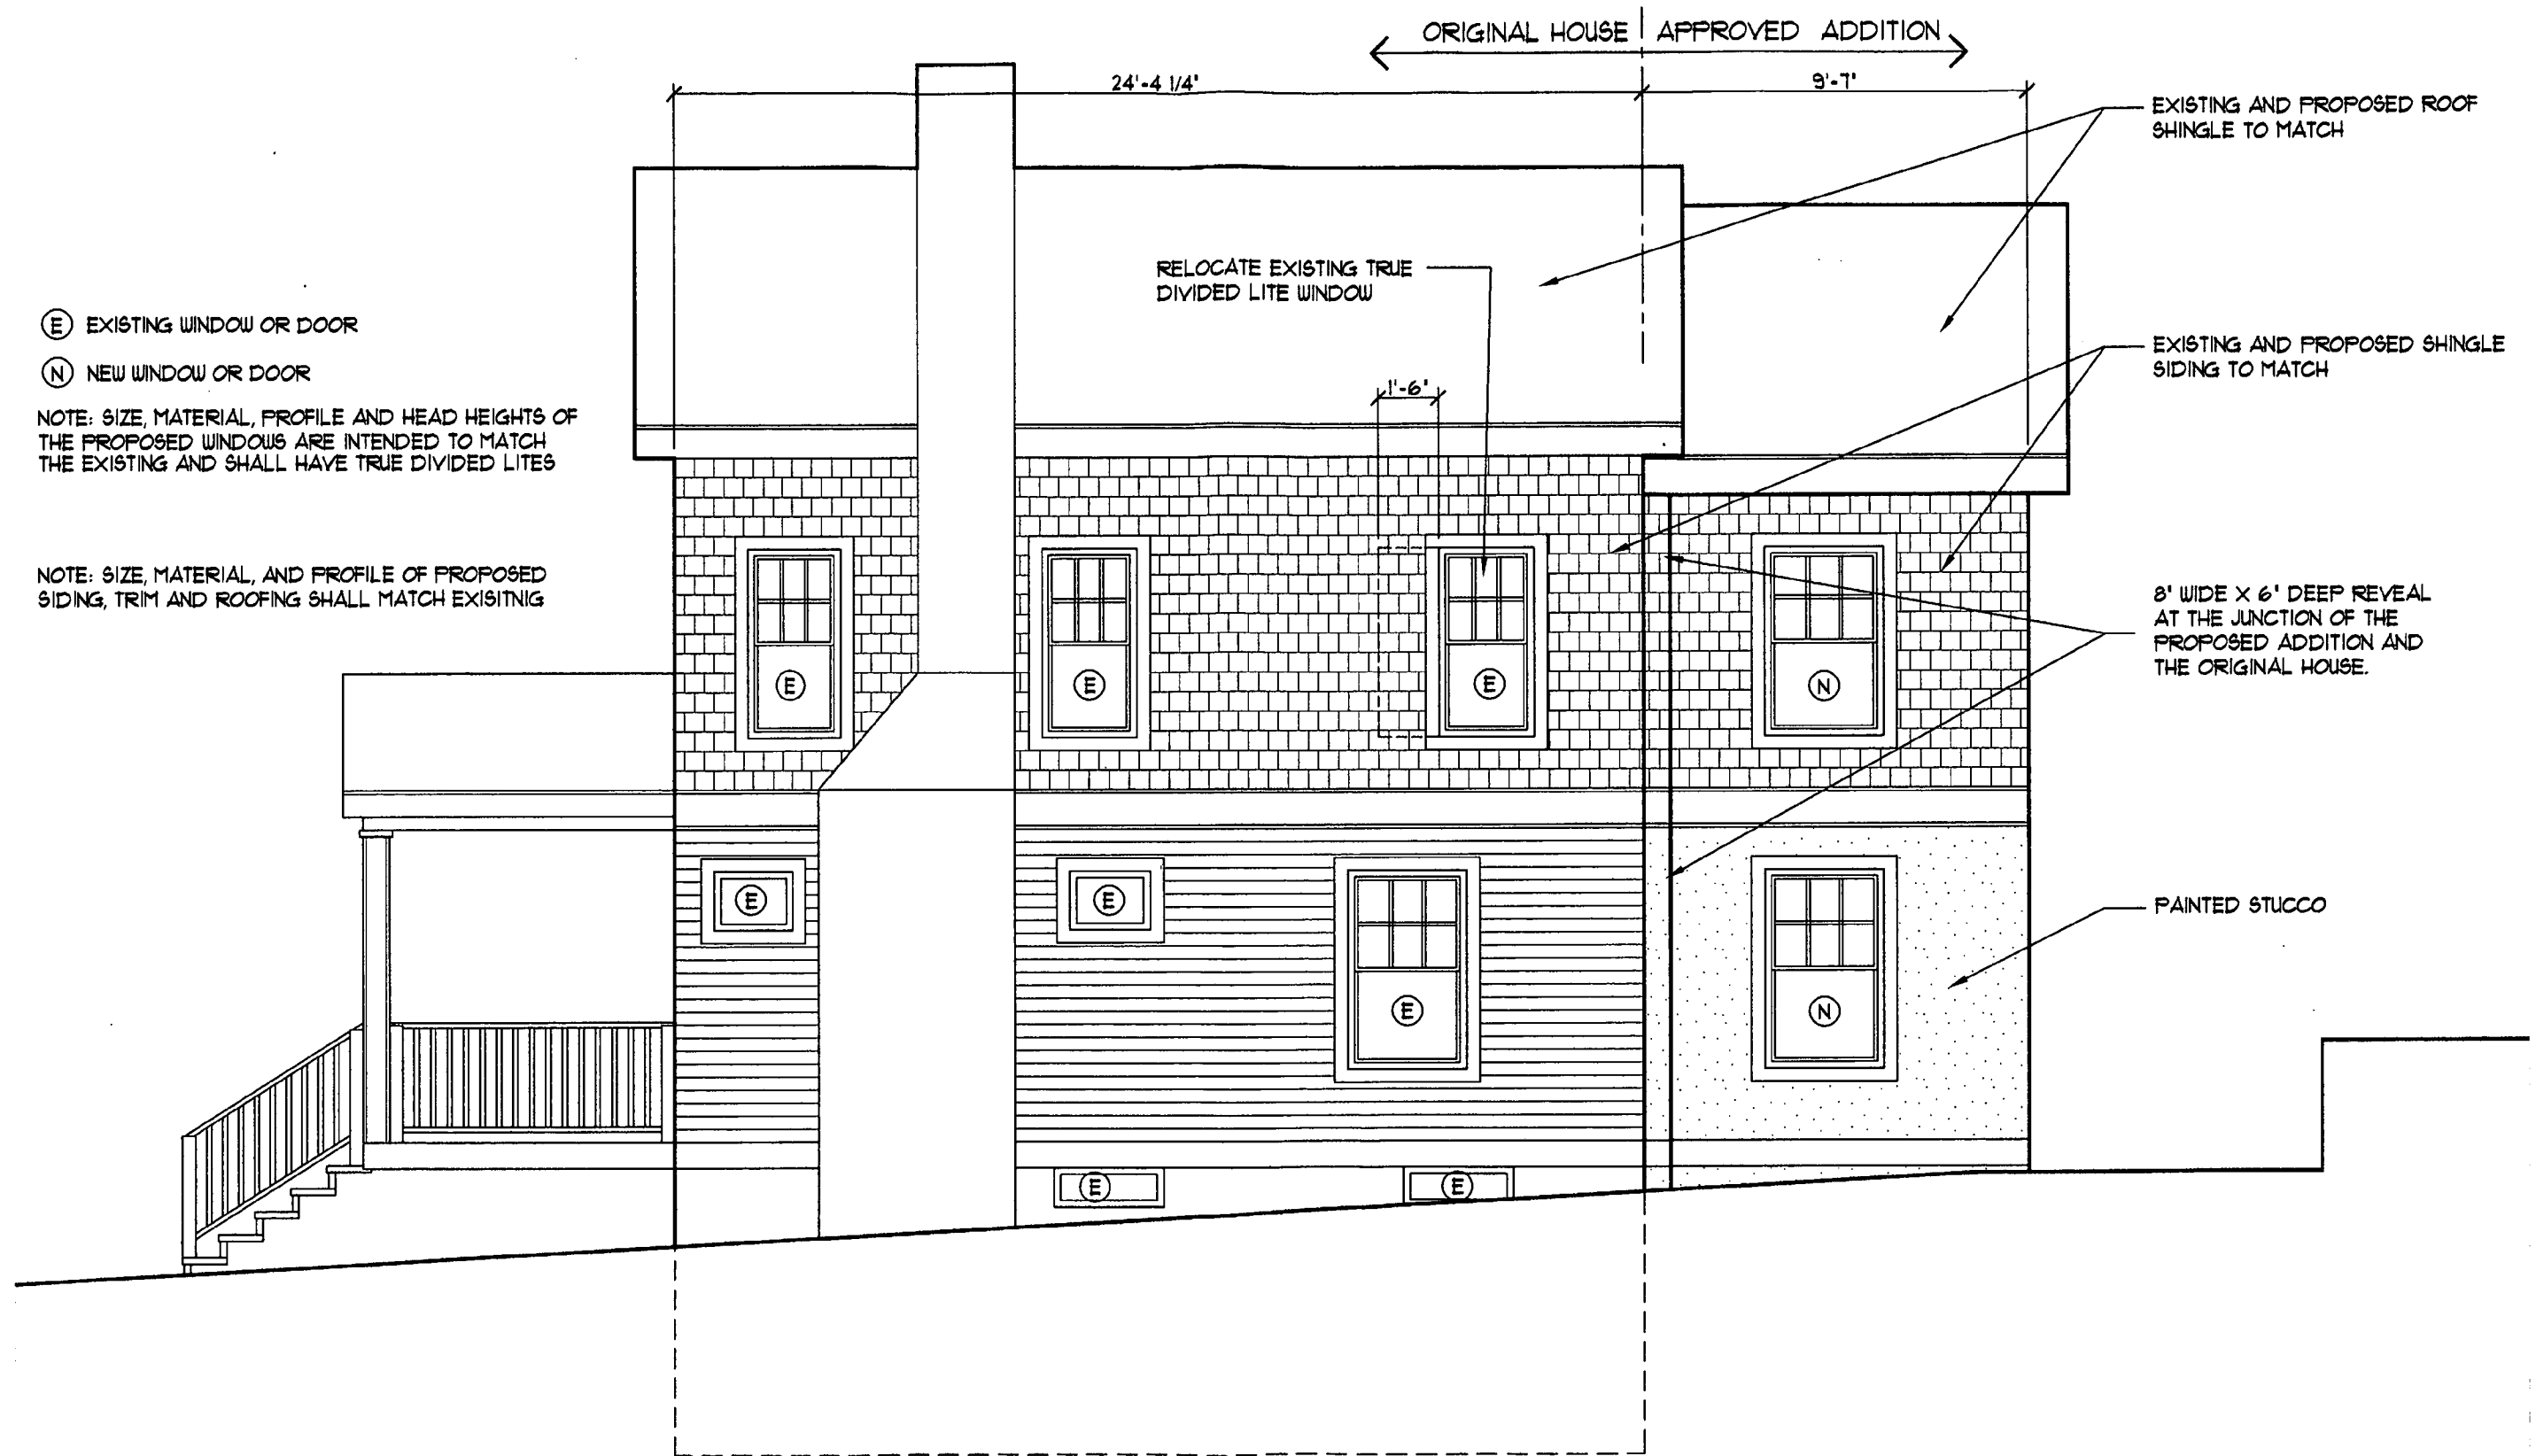 ORIGINAL HOUSE
APPROVED ADDITION
24'-4 1/4"
9'-7"
EXISTING AND PROPOSED ROOF
SHINGLE TO MATCH
RELOCATE EXISTING TRUE
DIVIDED LITE WINDOW
E EXISTING WINDOW OR DOOR
N NEW WINDOW OR DOOR
NOTE: SIZE, MATERIAL, PROFILE AND HEAD HEIGHTS OF
THE PROPOSED WINDOWS ARE INTENDED TO MATCH
THE EXISTING AND SHALL HAVE TRUE DIVIDED LITES
EXISTING AND PROPOSED SHINGLE
SIDING TO MATCH
1'-6"
NOTE: SIZE, MATERIAL, AND PROFILE OF PROPOSED
SIDING, TRIM AND ROOFING SHALL MATCH EXISITNIG
8" WIDE X 6" DEEP REVEAL
AT THE JUNCTION OF THE
PROPOSED ADDITION AND
THE ORIGINAL HOUSE.
E
E
E
N
E
E
PAINTED STUCCO
E
N
E
E